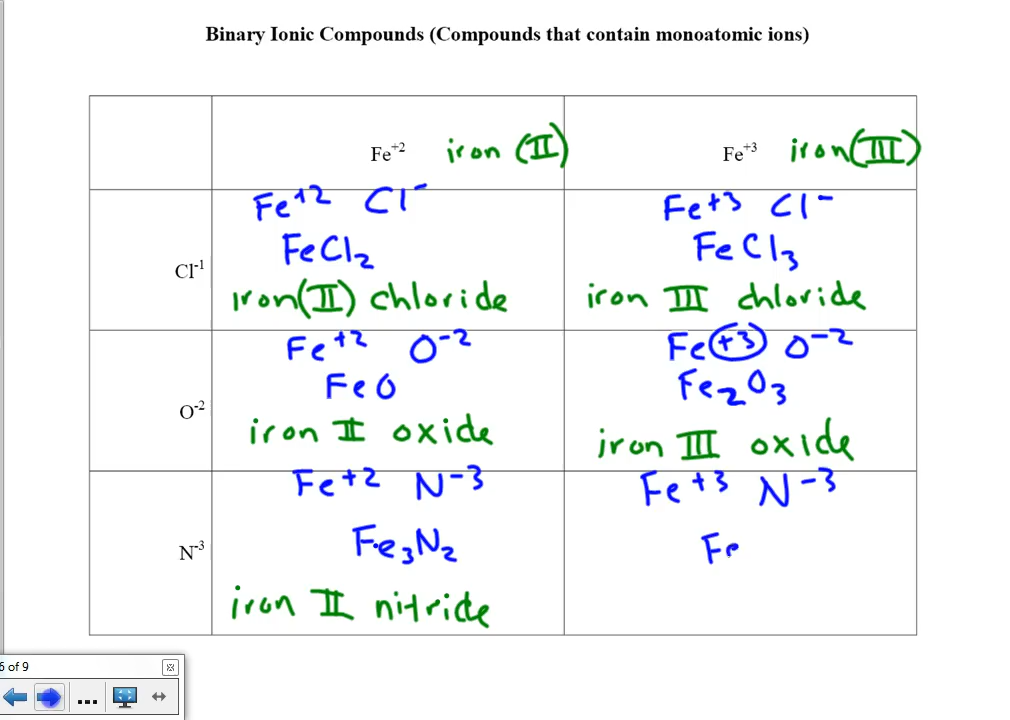 Binary Ionic Compounds (Compounds that contain monoatomic ions)
Fe+2 iron (II)
Fe+3 iron (III)
Cl-1
Fe+2 Cl-
FeCl2
iron (II) chloride
Fe+3 Cl-
FeCl3
iron III chloride
O-2
Fe+2 O-2
FeO
iron II oxide
Fe+3 O-2
Fe2O3
iron III oxide
N-3
Fe+2 N-3
Fe3N2
iron II nitride
Fe+3 N-3
Fe
6 of 9